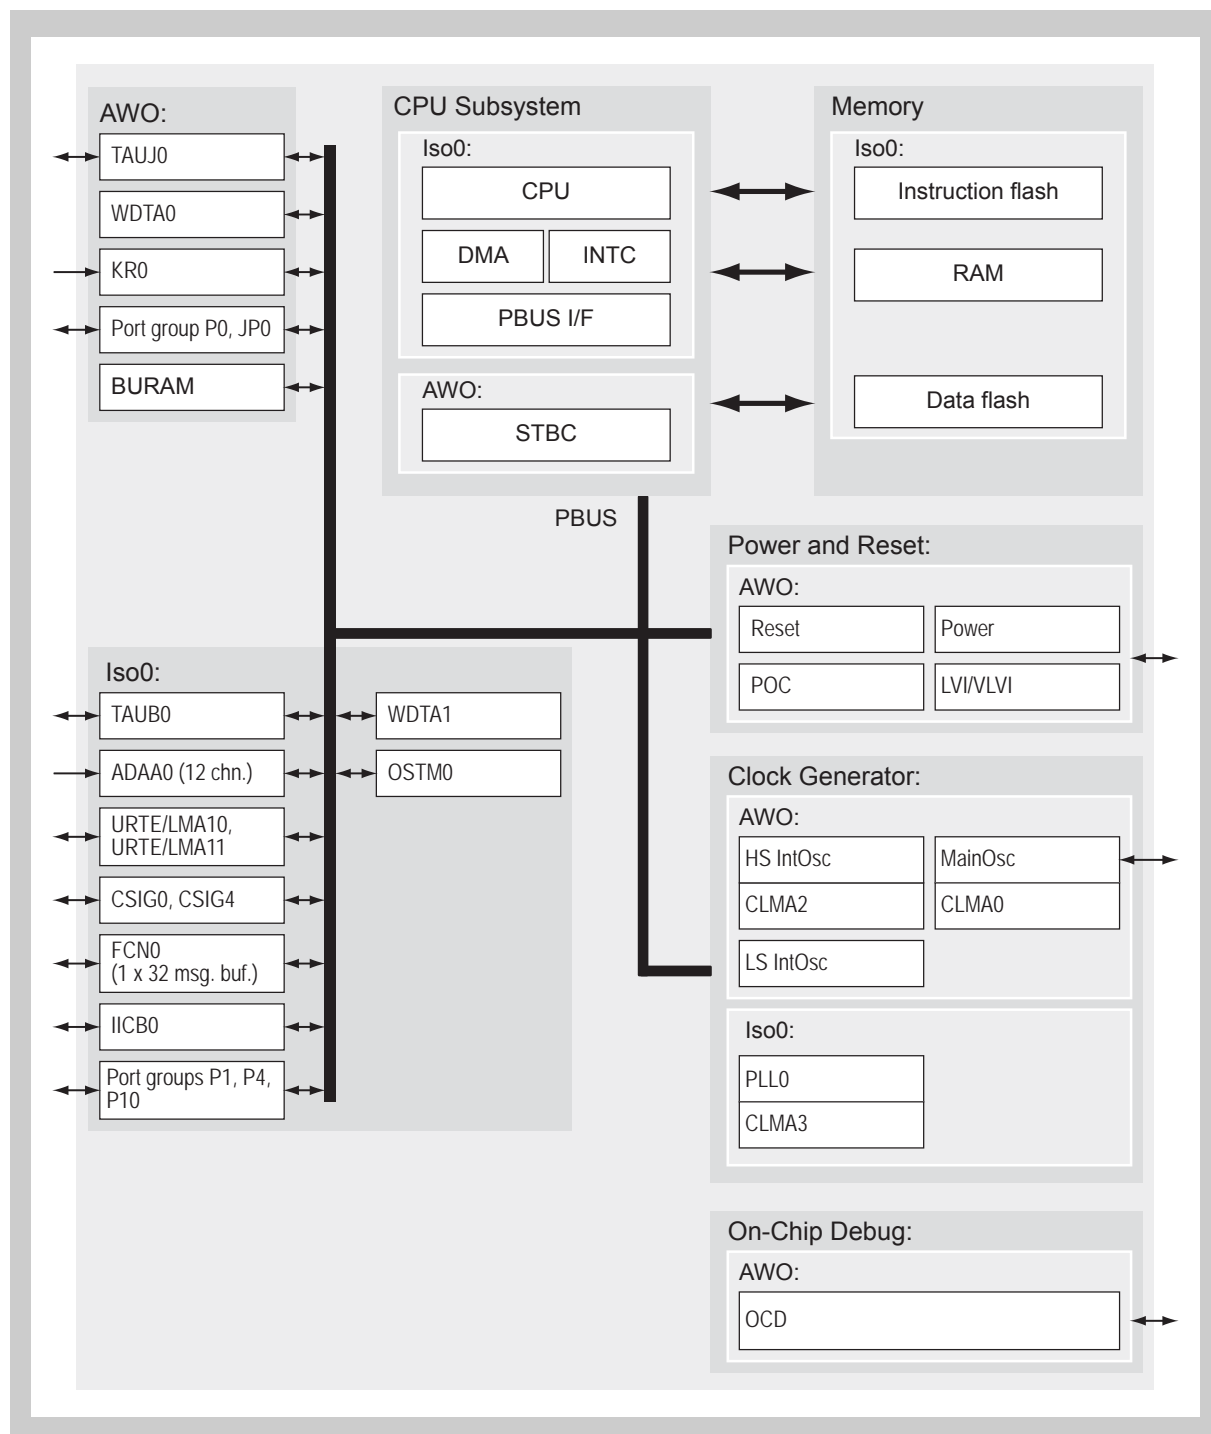 AWO:
TAUJ0
WDTA0
KR0
Port group P0, JP0
BURAM
CPU Subsystem
Iso0:
CPU
DMA
INTC
PBUS I/F
AWO:
STBC
Memory
Iso0:
Instruction flash
RAM
Data flash
PBUS
Power and Reset:
AWO:
Reset
Power
POC
LVI/VLVI
Iso0:
TAUB0
ADAA0 (12 chn.)
URTE/LMA10,
URTE/LMA11
CSIG0, CSIG4
FCN0
(1 x 32 msg. buf.)
IICB0
Port groups P1, P4,
P10
WDTA1
OSTM0
Clock Generator:
AWO:
HS IntOsc
MainOsc
CLMA2
CLMA0
LS IntOsc
Iso0:
PLL0
CLMA3
On-Chip Debug:
AWO:
OCD